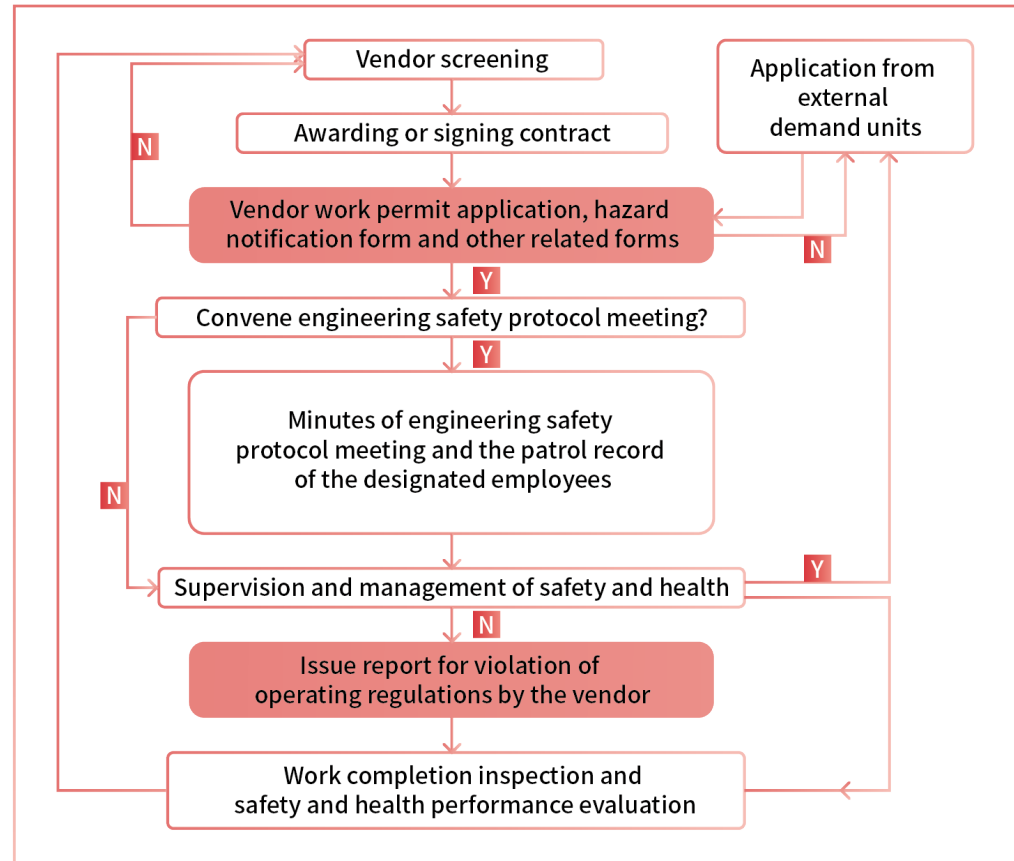 Vendor screening
Application from
external
demand units
Awarding or signing contract
N
Vendor work permit application, hazard
notification form and other related forms
N
Y
Convene engineering safety protocol meeting?
Y
Minutes of engineering safety
protocol meeting and the patrol record
of the designated employees
N
Y
Supervision and management of safety and health
N
Issue report for violation of
operating regulations by the vendor
Work completion inspection and
safety and health performance evaluation